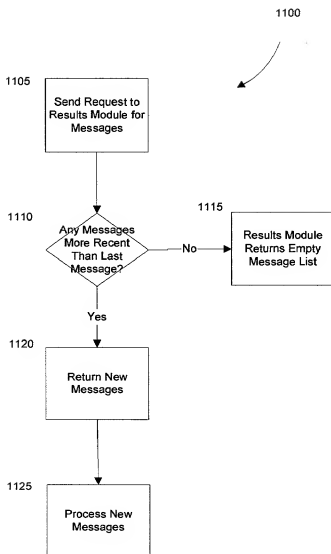 1100
1105
Send Request to
Results Module for
Messages
1110
Any Messages
More Recent
Than Last
Message?
No
1115
Results Module
Returns Empty
Message List
Yes
1120
Return New
Messages
1125
Process New
Messages